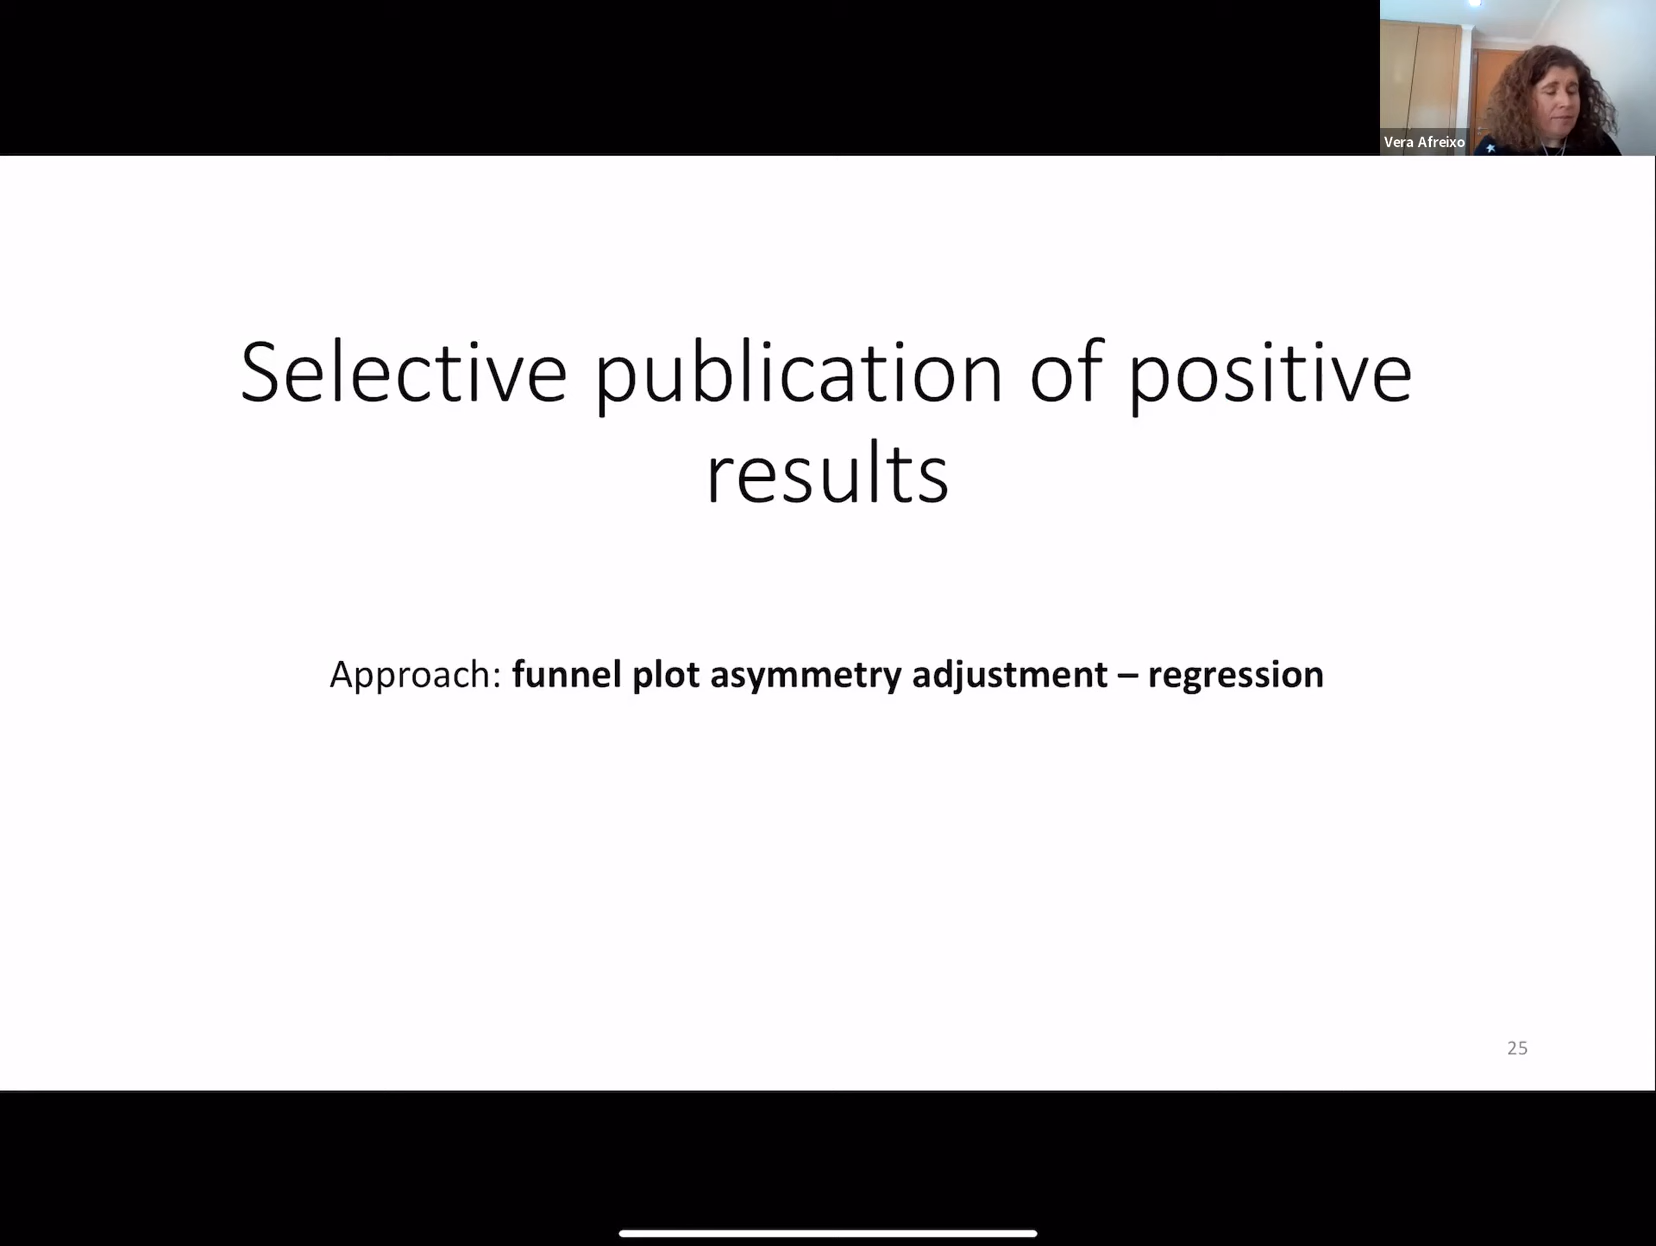 Vera Afreixo
Selective publication of positive
results
Approach: funnel plot asymmetry adjustment – regression
25